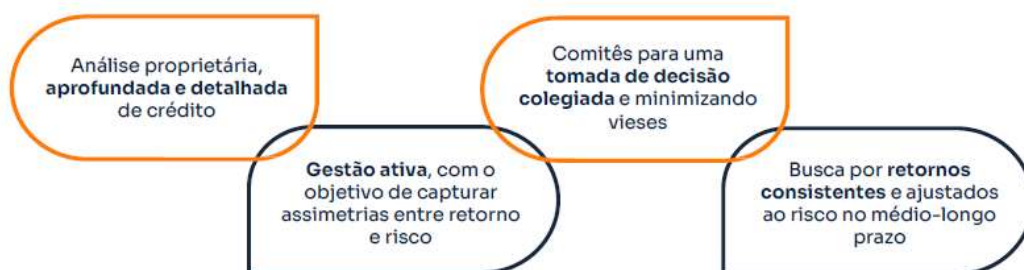 Análise proprietária,
aprofundada e detalhada
de crédito
Gestão ativa, com o
objetivo de capturar
assimetrias entre retorno
e risco
Comitês para uma
tomada de decisão
colegiada e minimizando
vieses
Busca por retornos
consistentes e ajustados
ao risco no médio-longo
prazo